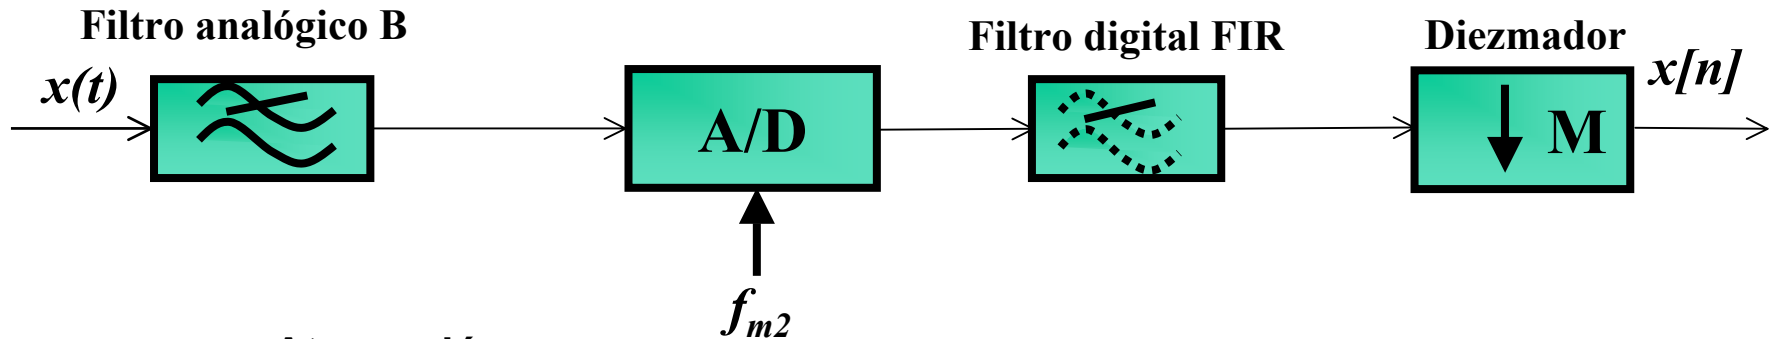 Filtro analógico B
Filtro digital FIR
Diezmador
x(t)
A/D
M
x[n]
fm2